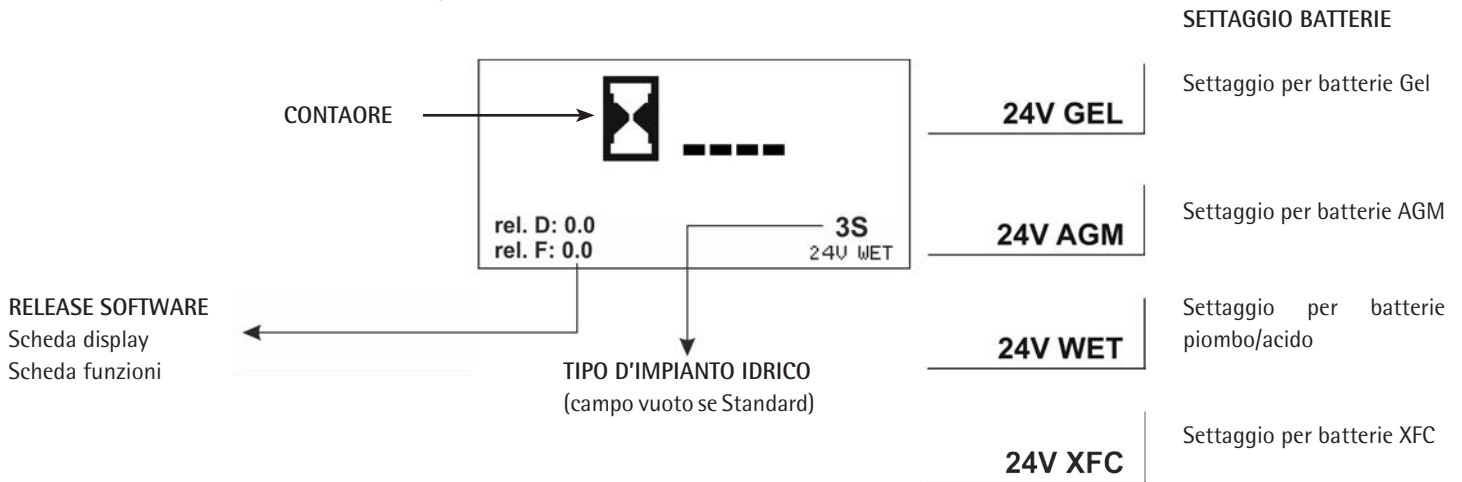 SETTAGGIO BATTERIE
CONTAORE
24V GEL
Settaggio per batterie Gel
rel. D: 0.0
rel. F: 0.0
3S
24V WET
24V AGM
Settaggio per batterie AGM
RELEASE SOFTWARE
Scheda display
Scheda funzioni
TIPO D'IMPIANTO IDRICO
(campo vuoto se Standard)
24V WET
Settaggio per batterie
piombo/acido
24V XFC
Settaggio per batterie XFC